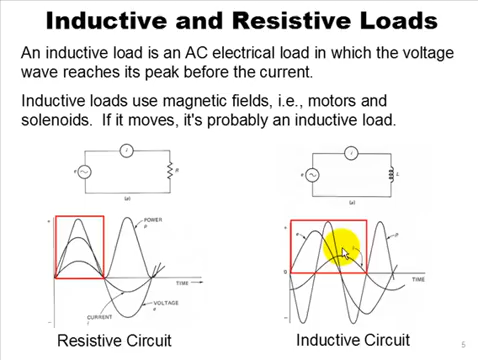 Inductive and Resistive Loads
An inductive load is an AC electrical load in which the voltage
wave reaches its peak before the current.
Inductive loads use magnetic fields, i.e., motors and
solenoids. If it moves, it's probably an inductive load.
I
e
R
(a)
I
e
L
(a)
+
POWER
P
TIME
CURRENT
i
VOLTAGE
e
−
+
e
i
P
0
TIME
−
Resistive Circuit
Inductive Circuit
5